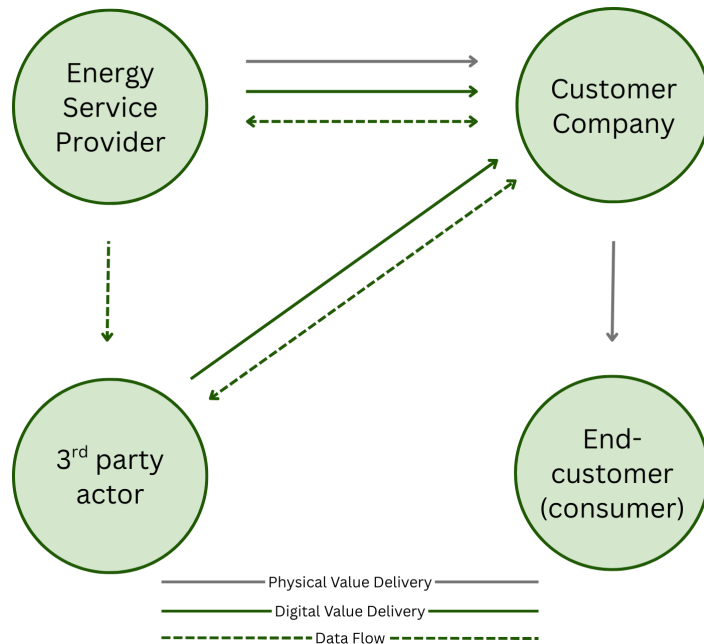 Energy
Service
Provider
Customer
Company
3rd party
actor
End-
customer
(consumer)
Physical Value Delivery
Digital Value Delivery
Data Flow